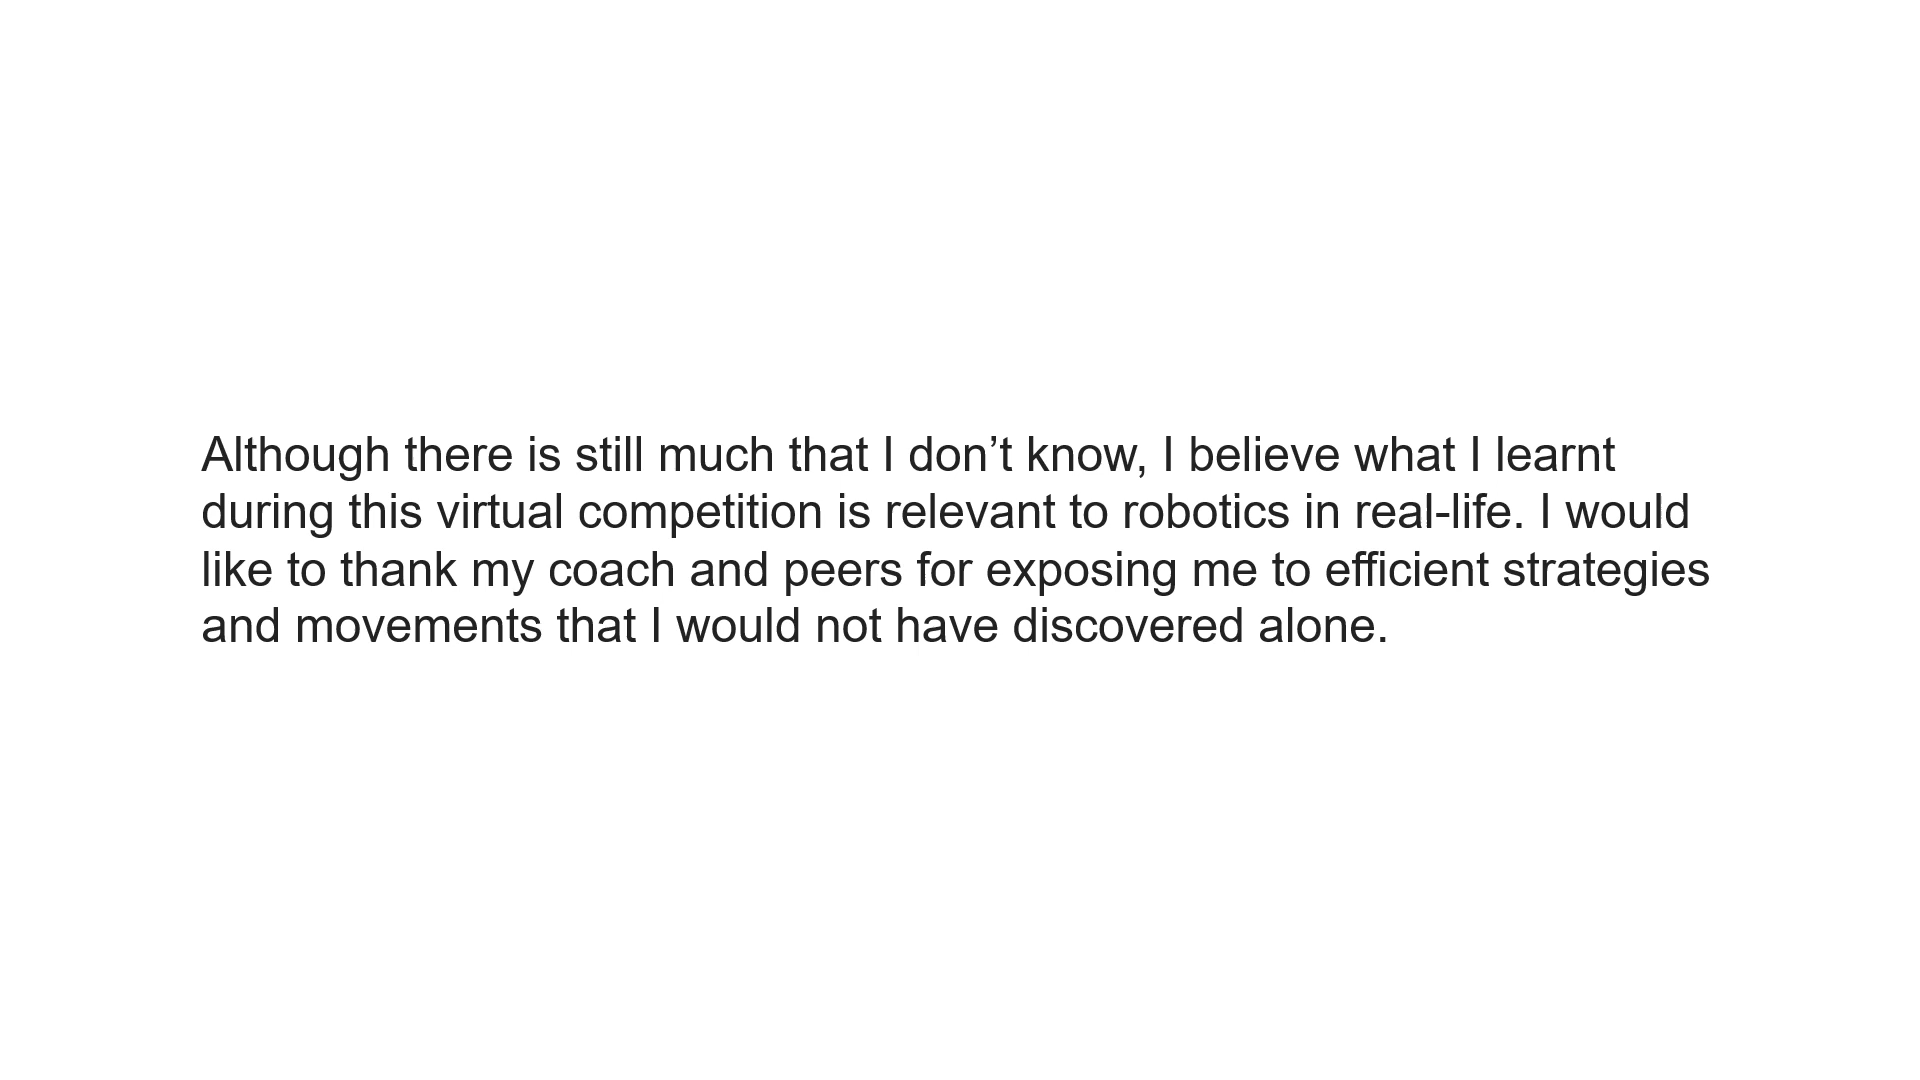 Although there is still much that I don’t know, I believe what I learnt
during this virtual competition is relevant to robotics in real-life. I would
like to thank my coach and peers for exposing me to efficient strategies
and movements that I would not have discovered alone.